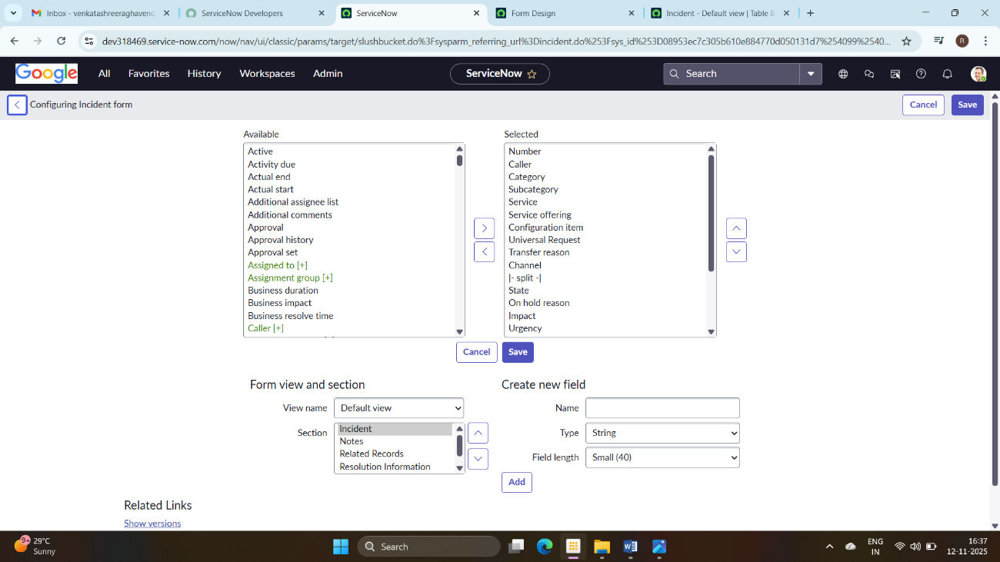 Inbox - venkatashreeraghavend
ServiceNow Developers
ServiceNow
Form Design
Incident - Default view | Table B
dev318469.service-now.com/now/nav/ui/classic/params/target/slushbucket.do%3Fsysparm_referring_url%3Dincident.do%253Fsys_id%253D08953ec7c305b610e884770d050131d7%254099%2540...
R
Google
All
Favorites
History
Workspaces
Admin
ServiceNow
Search
Configuring Incident form
Cancel
Save
Available
Selected
Active
Activity due
Actual end
Actual start
Additional assignee list
Additional comments
Approval
Approval history
Approval set
Assigned to [+]
Assignment group [+]
Business duration
Business impact
Business resolve time
Caller [+]
Number
Caller
Category
Subcategory
Service
Service offering
Configuration item
Universal Request
Transfer reason
Channel
|- split -|
State
On hold reason
Impact
Urgency
Cancel
Save
Form view and section
Create new field
View name
Default view
Section
Incident
Notes
Related Records
Resolution Information
Name
Type
String
Field length
Small (40)
Add
Related Links
Show versions
9+
29°C
Sunny
Search
ENG
IN
16:37
12-11-2025